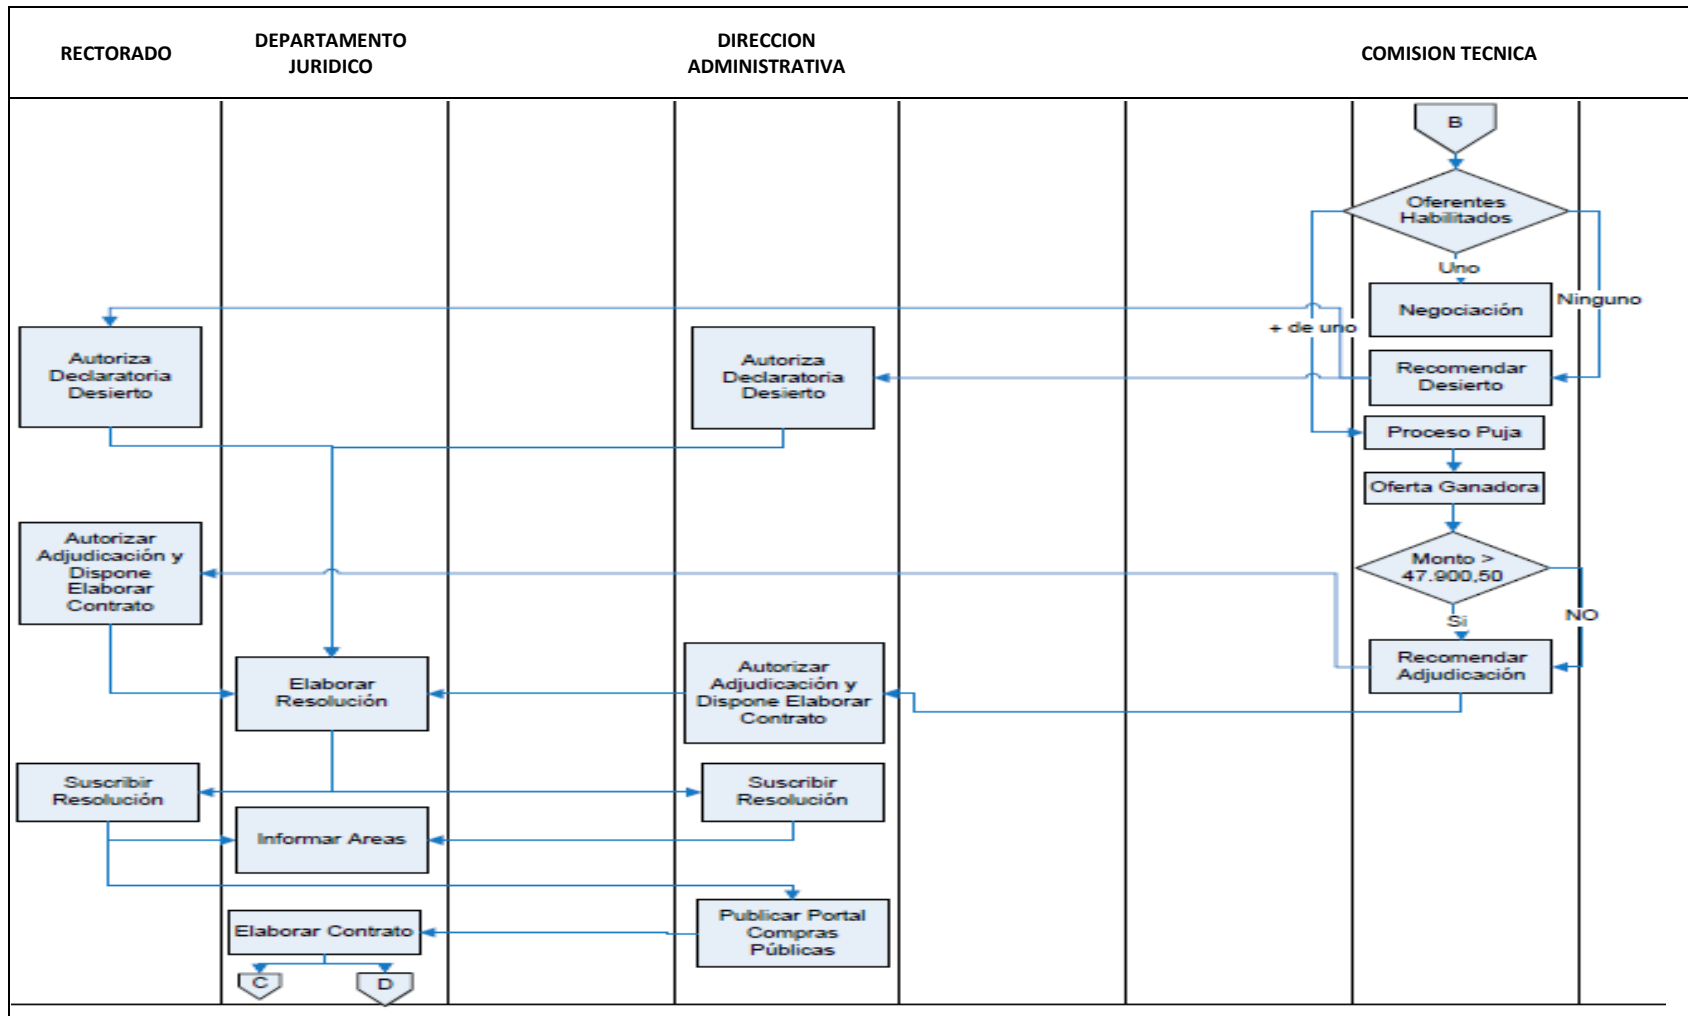 RECTORADO
DEPARTAMENTO
JURIDICO
DIRECCION
ADMINISTRATIVA
COMISION TECNICA
B
Oferentes
Habilitados
Uno
Ninguno
+ de uno
Negociación
Autoriza
Declaratoria
Desierto
Autoriza
Declaratoria
Desierto
Recomendar
Desierto
Proceso Puja
Oferta Ganadora
Autorizar
Adjudicación y
Dispone
Elaborar
Contrato
Monto >
47.900,50
Si
NO
Elaborar
Resolución
Autorizar
Adjudicación y
Dispone Elaborar
Contrato
Recomendar
Adjudicación
Suscribir
Resolución
Suscribir
Resolución
Informar Areas
Elaborar Contrato
Publicar Portal
Compras
Públicas
C
D